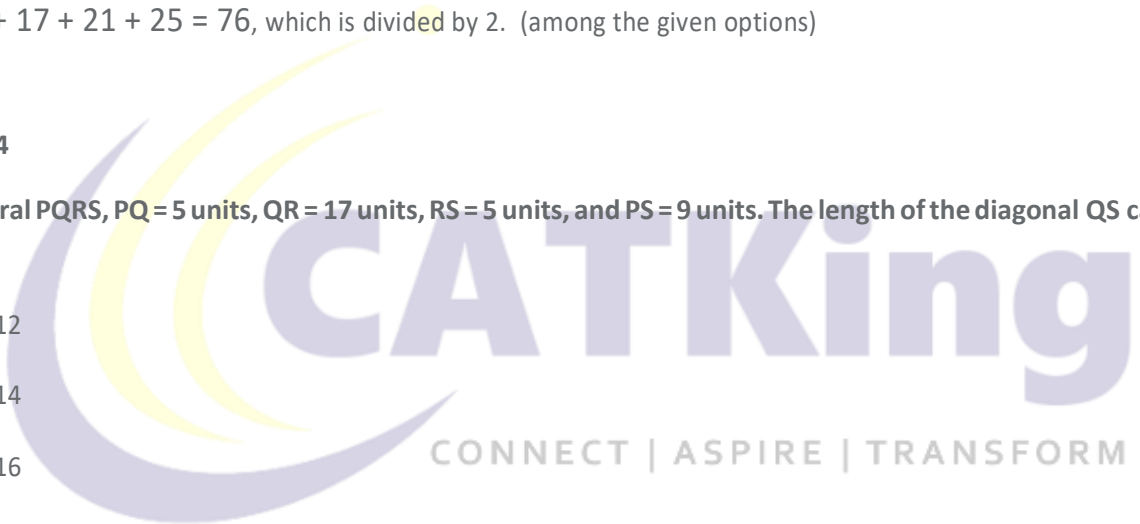 + 17 + 21 + 25 = 76, which is divided by 2. (among the given options)
4
ral PQRS, PQ = 5 units, QR = 17 units, RS = 5 units, and PS = 9 units. The length of the diagonal QS c
12
14
16
CATKing
CONNECT | ASPIRE | TRANSFORM